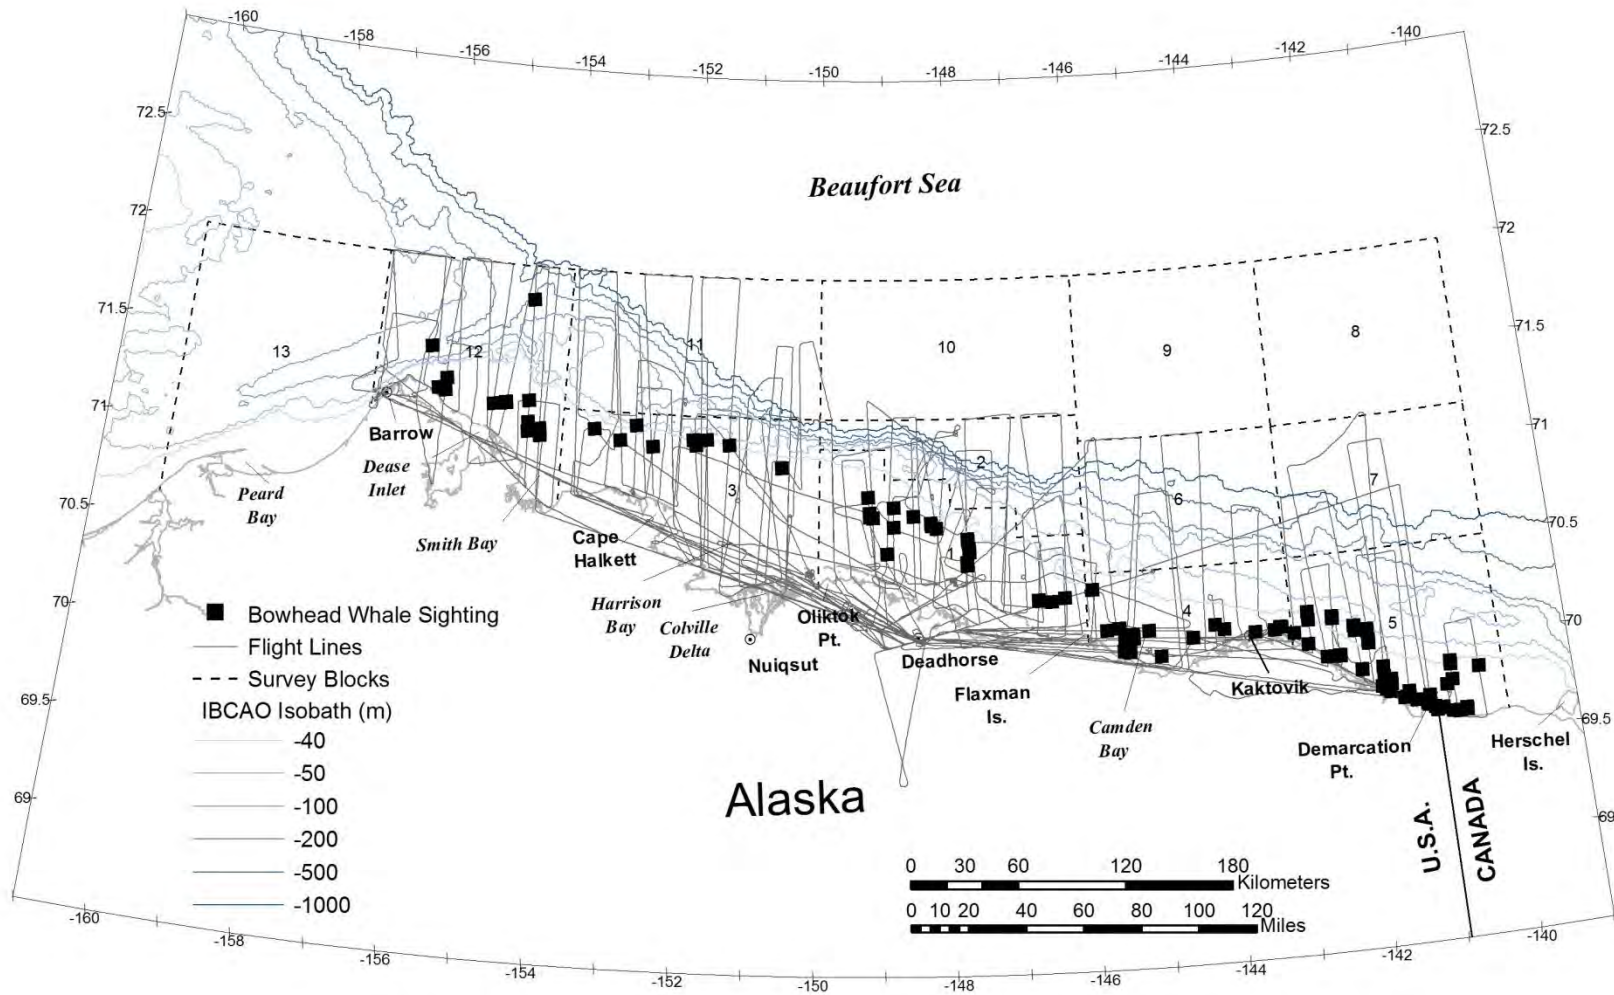 -160
-158
-156
-154
-152
-150
-148
-146
-144
-142
-140
72.5
72.5
Beaufort Sea
72
72
71.5
71.5
8
10
9
13
12
11
71
71
Barrow
Dease
Inlet
Peard
Bay
2
7
3
6
70.5
70.5
Smith Bay
Cape
Halkett
1
Harrison
Bay
Colville
Delta
Oliktok
Pt.
Nuiqsut
Deadhorse
Flaxman
Is.
Camden
Bay
4
5
Kaktovik
Demarcation
Pt.
Herschel
Is.
70
70
69.5
69.5
69
69
Bowhead Whale Sighting
Flight Lines
Survey Blocks
IBCAO Isobath (m)
-40
-50
-100
-200
-500
-1000
Alaska
U.S.A.
CANADA
0 30 60 120 180
Kilometers
0 10 20 40 60 80 100 120
Miles
-160
-158
-156
-154
-152
-150
-148
-146
-144
-142
-140